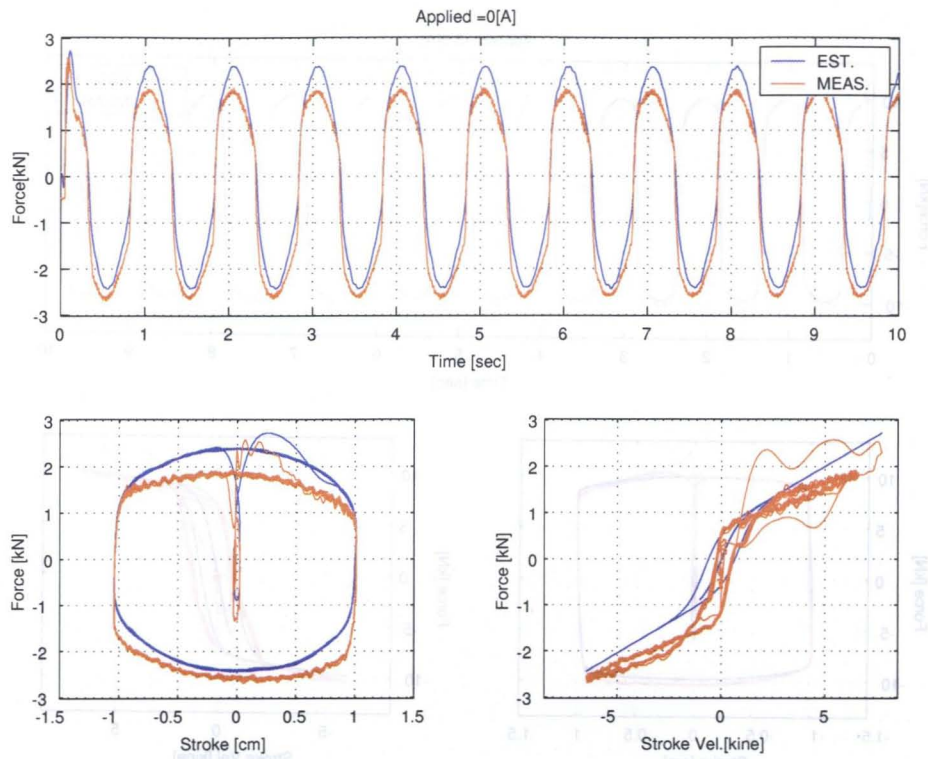 Applied =0[A]
3
2
1
0
-1
-2
-3
Force[kN]
EST.
MEAS.
0 1 2 3 4 5 6 7 8 9 10
Time [sec]
3
2
1
0
-1
-2
-3
Force [kN]
-1.5 -1 -0.5 0 0.5 1 1.5
Stroke [cm]
3
2
1
0
-1
-2
-3
Force [kN]
-5 0 5
Stroke Vel.[kine]